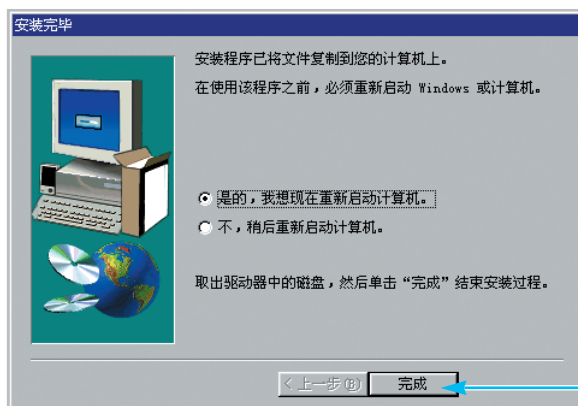 安装完毕
安装程序已将文件复制到您的计算机上。
在使用该程序之前，必须重新启动 Windows 或计算机。
是的，我想现在重新启动计算机。
不，稍后重新启动计算机。
取出驱动器中的磁盘，然后单击“完成”结束安装过程。
< 上一步(B) 完成